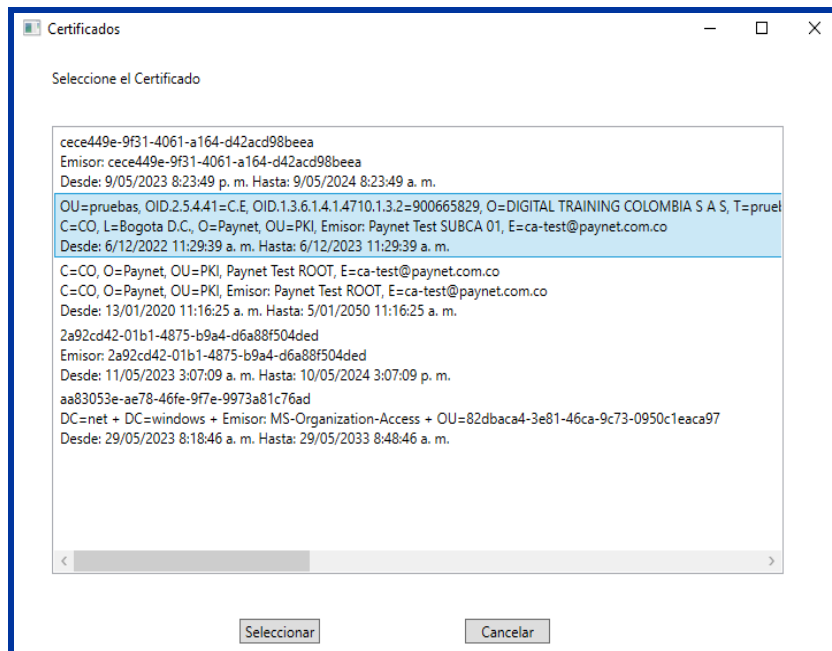 Certificados
Seleccione el Certificado
cece449e-9f31-4061-a164-d42acd98beea
Emisor: cece449e-9f31-4061-a164-d42acd98beea
Desde: 9/05/2023 8:23:49 p. m. Hasta: 9/05/2024 8:23:49 a. m.
OU=pruebas, OID.2.5.4.41=C.E, OID.1.3.6.1.4.1.4710.1.3.2=900665829, O=DIGITAL TRAINING COLOMBIA S A S, T=prueb
C=CO, L=Bogota D.C., O=Paynet, OU=PKI, Emisor: Paynet Test SUBCA 01, E=ca-test@paynet.com.co
Desde: 6/12/2022 11:29:39 a. m. Hasta: 6/12/2023 11:29:39 a. m.
C=CO, O=Paynet, OU=PKI, Paynet Test ROOT, E=ca-test@paynet.com.co
C=CO, O=Paynet, OU=PKI, Emisor: Paynet Test ROOT, E=ca-test@paynet.com.co
Desde: 13/01/2020 11:16:25 a. m. Hasta: 5/01/2050 11:16:25 a. m.
2a92cd42-01b1-4875-b9a4-d6a88f504ded
Emisor: 2a92cd42-01b1-4875-b9a4-d6a88f504ded
Desde: 11/05/2023 3:07:09 a. m. Hasta: 10/05/2024 3:07:09 p. m.
aa83053e-ae78-46fe-9f7e-9973a81c76ad
DC=net + DC=windows + Emisor: MS-Organization-Access + OU=82dbaca4-3e81-46ca-9c73-0950c1eaca97
Desde: 29/05/2023 8:18:46 a. m. Hasta: 29/05/2033 8:48:46 a. m.
Seleccionar Cancelar